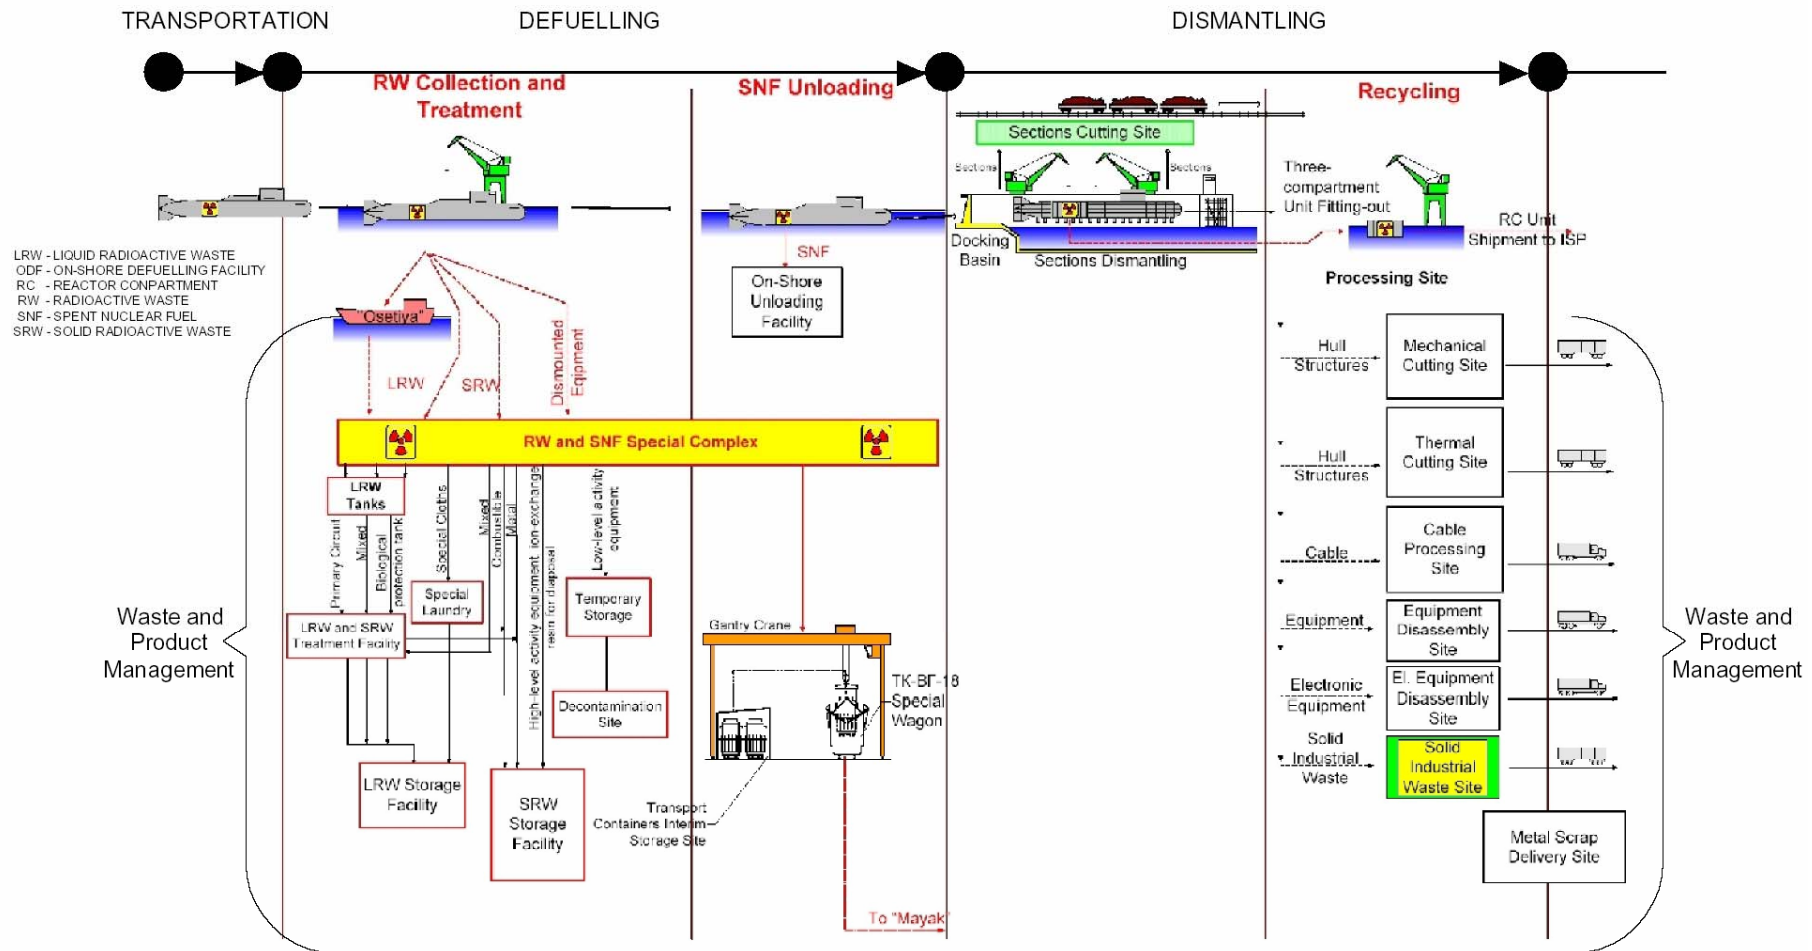 TRANSPORTATION
DEFUELLING
DISMANTLING
RW Collection and
Treatment
SNF Unloading
Recycling
Sections Cutting Site
Sections
Sections
Three-
compartment
Unit Fitting-out
RC Unit
Shipment to ISP
Docking
Basin
Sections Dismantling
LRW - LIQUID RADIOACTIVE WASTE
ODF - ON-SHORE DEFUELLING FACILITY
RC - REACTOR COMPARTMENT
RW - RADIOACTIVE WASTE
SNF - SPENT NUCLEAR FUEL
SRW - SOLID RADIOACTIVE WASTE
"Osetiya"
SNF
On-Shore
Unloading
Facility
LRW
SRW
Dismounted
Eqipment
RW and SNF Special Complex
LRW
Tanks
Primary Circuit
Mixed
Biological
protection tank
Special Cloths
Mixed
Combustible
Metal
High-level activity equipment, ion-exchange
resin for diaposal
Low-level activity
equipment
Special
Laundry
Temporary
Storage
LRW and SRW
Treatment Facility
Decontamination
Site
LRW Storage
Facility
SRW
Storage
Facility
Waste and
Product
Management
Gantry Crane
ТК-ВГ-18
Special
Wagon
Transport
Containers Interim
Storage Site
To "Mayak"
Processing Site
Hull
Structures
Mechanical
Cutting Site
Hull
Structures
Thermal
Cutting Site
Cable
Cable
Processing
Site
Equipment
Equipment
Disassembly
Site
Electronic
Equipment
El. Equipment
Disassembly
Site
Solid
Industrial
Waste
Solid
Industrial
Waste Site
Metal Scrap
Delivery Site
Waste and
Product
Management